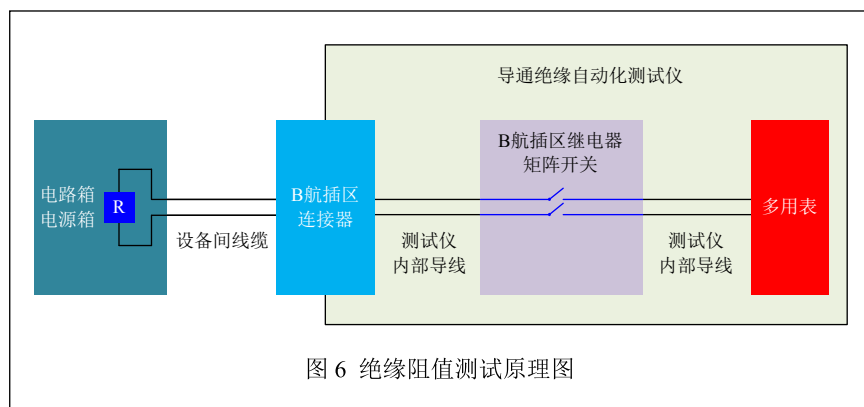 导通绝缘自动化测试仪
电路箱
电源箱
R
设备间线缆
B航插区
连接器
测试仪
内部导线
B航插区继电器
矩阵开关
测试仪
内部导线
多用表
图 6 绝缘阻值测试原理图